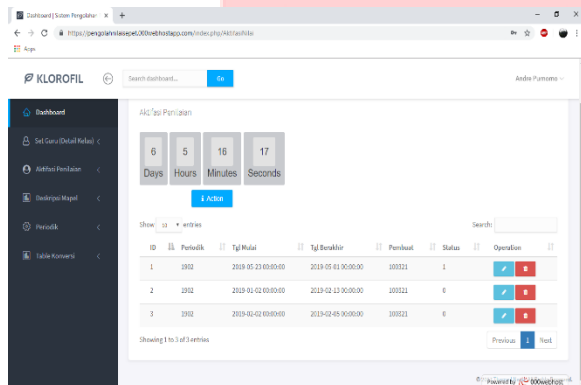 Dashboard | Sistem Pengolahan
https://pengolahnilaisepel.000webhostapp.com/index.php/AktifasiNilai
Apps
KLOROFIL
Search dashboard...
Go
Andre Purnomo
Dashboard
Set Guru (Detail Kelas)
Aktifasi Penilaian
Deskripsi Mapel
Periodik
Table Konversi
Aktifasi Penilaian
6 5 16 17
Days Hours Minutes Seconds
Action
Show 10 entries
Search:
ID Periodik Tgl Mulai Tgl Berakhir Pembuat Status Operation
1 1902 2019-05-23 00:00:00 2019-05-01 00:00:00 100321 1
2 1902 2019-01-02 00:00:00 2019-02-13 00:00:00 100321 0
3 1902 2019-02-02 00:00:00 2019-02-05 00:00:00 100321 0
Showing 1 to 3 of 3 entries
Previous 1 Next
Powered by 000webhost